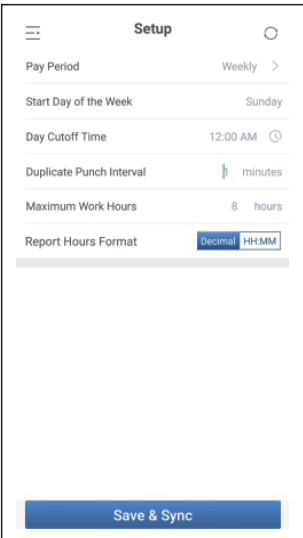 Setup
Pay Period Weekly >
Start Day of the Week Sunday
Day Cutoff Time 12:00 AM
Duplicate Punch Interval 1 minutes
Maximum Work Hours 8 hours
Report Hours Format Decimal HH:MM
Save & Sync